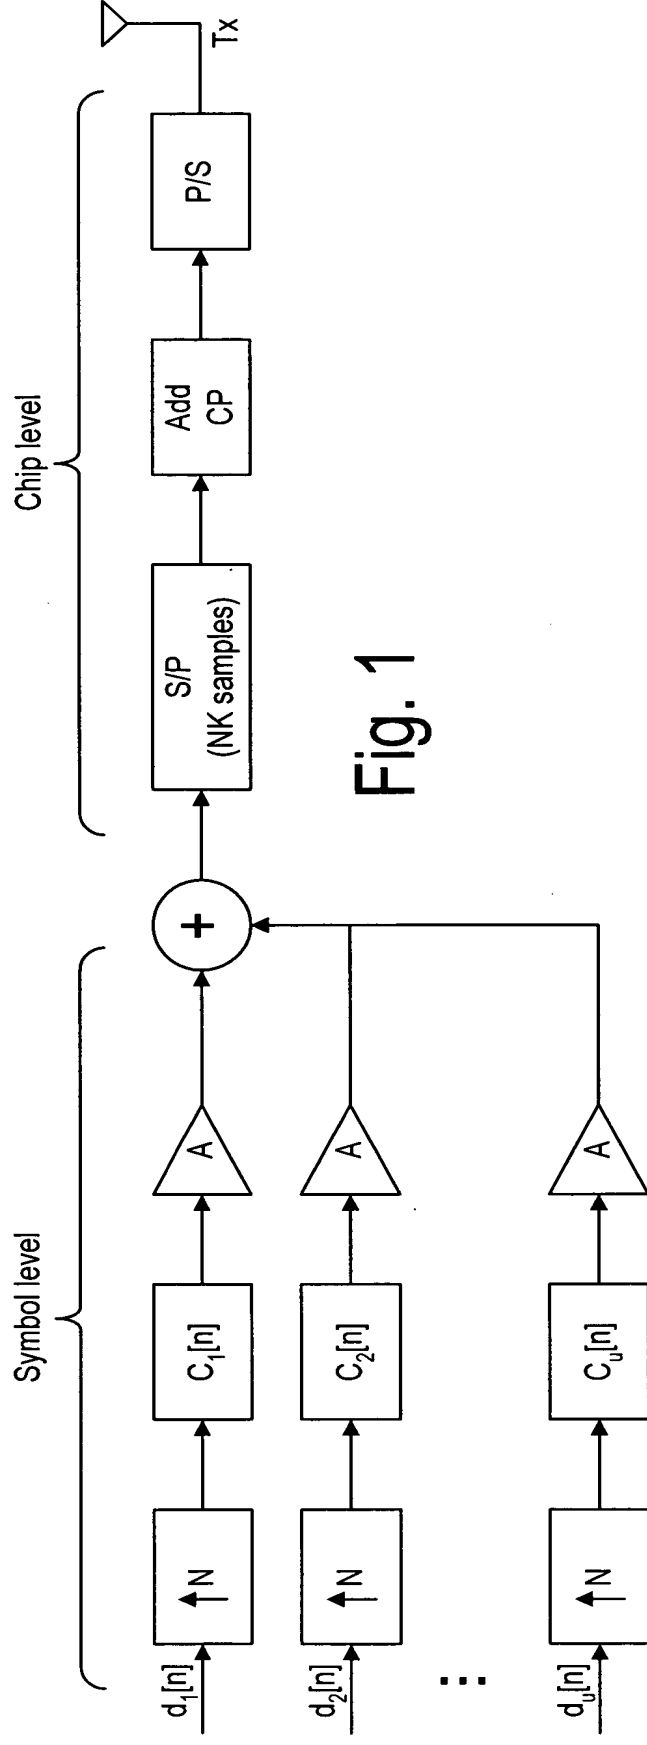 Symbol level
Chip level
d₁[n]
↑N
C₁[n]
A
+
S/P
(NK samples)
Add
CP
P/S
Tx
d₂[n]
↑N
C₂[n]
A
...
dᵤ[n]
↑N
Cᵤ[n]
A
Fig. 1